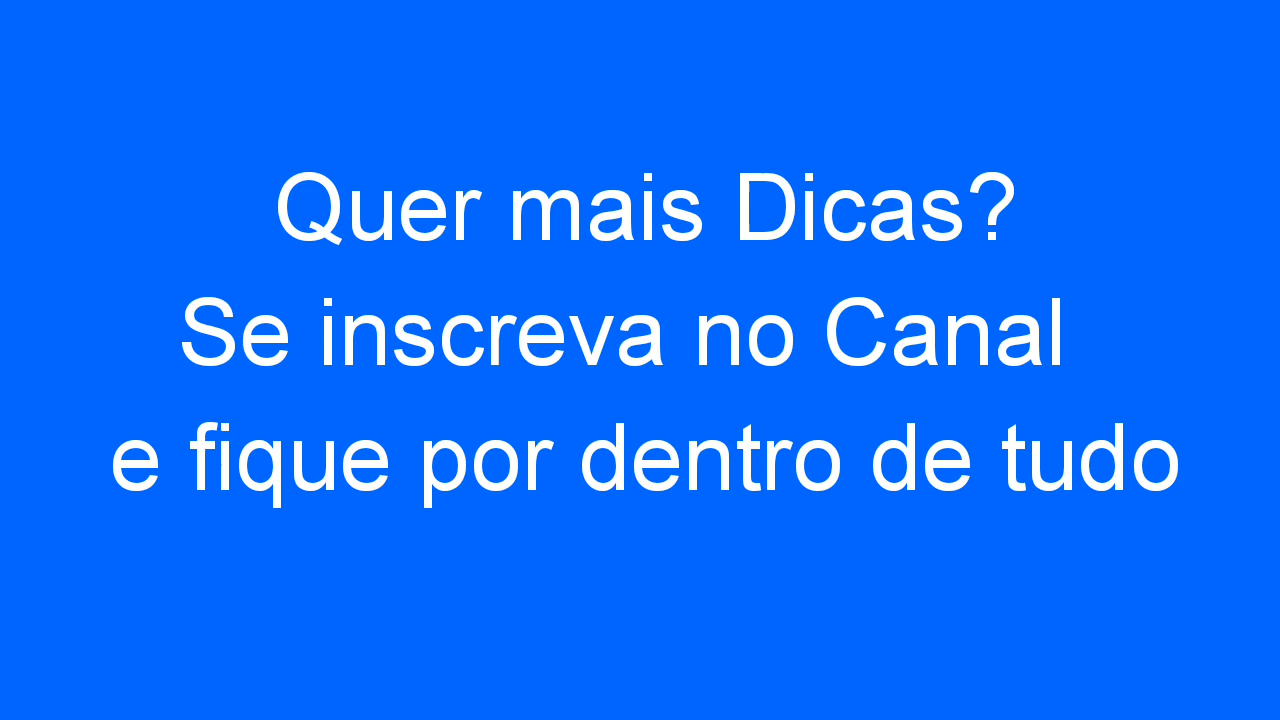 Quer mais Dicas?
Se inscreva no Canal
e fique por dentro de tudo